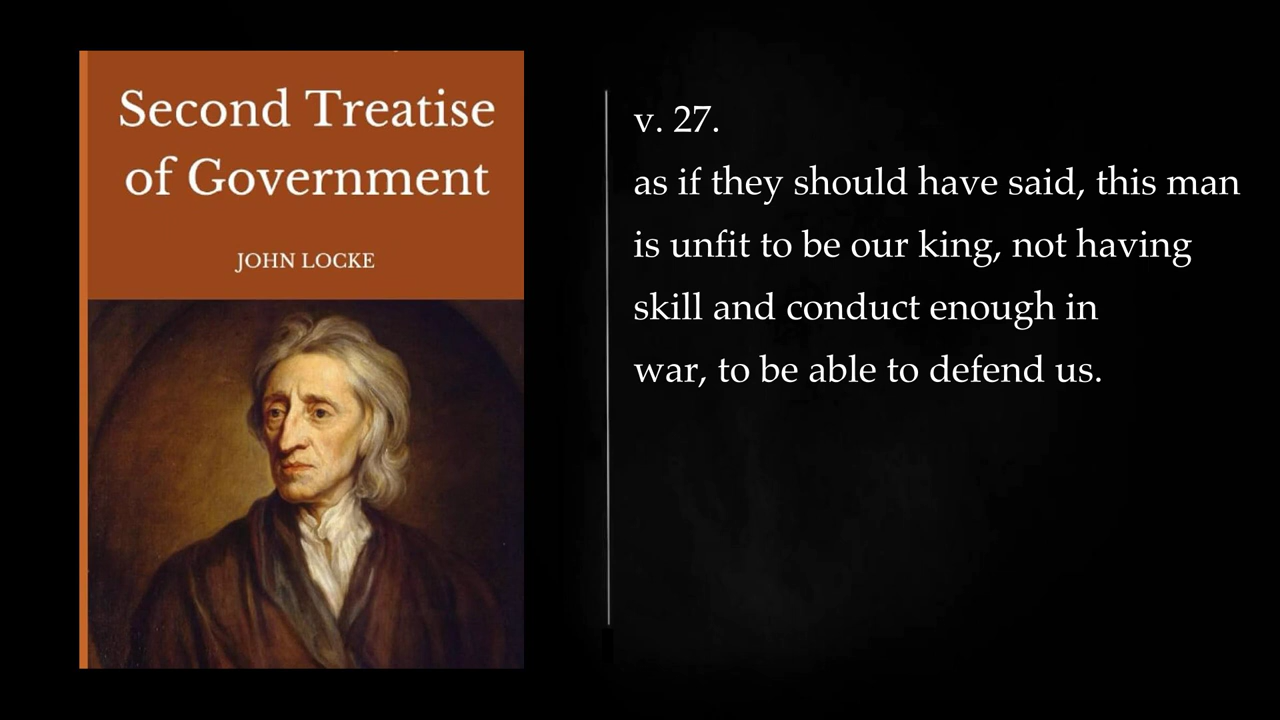 Second Treatise
of Government
JOHN LOCKE
v. 27.
as if they should have said, this man
is unfit to be our king, not having
skill and conduct enough in
war, to be able to defend us.